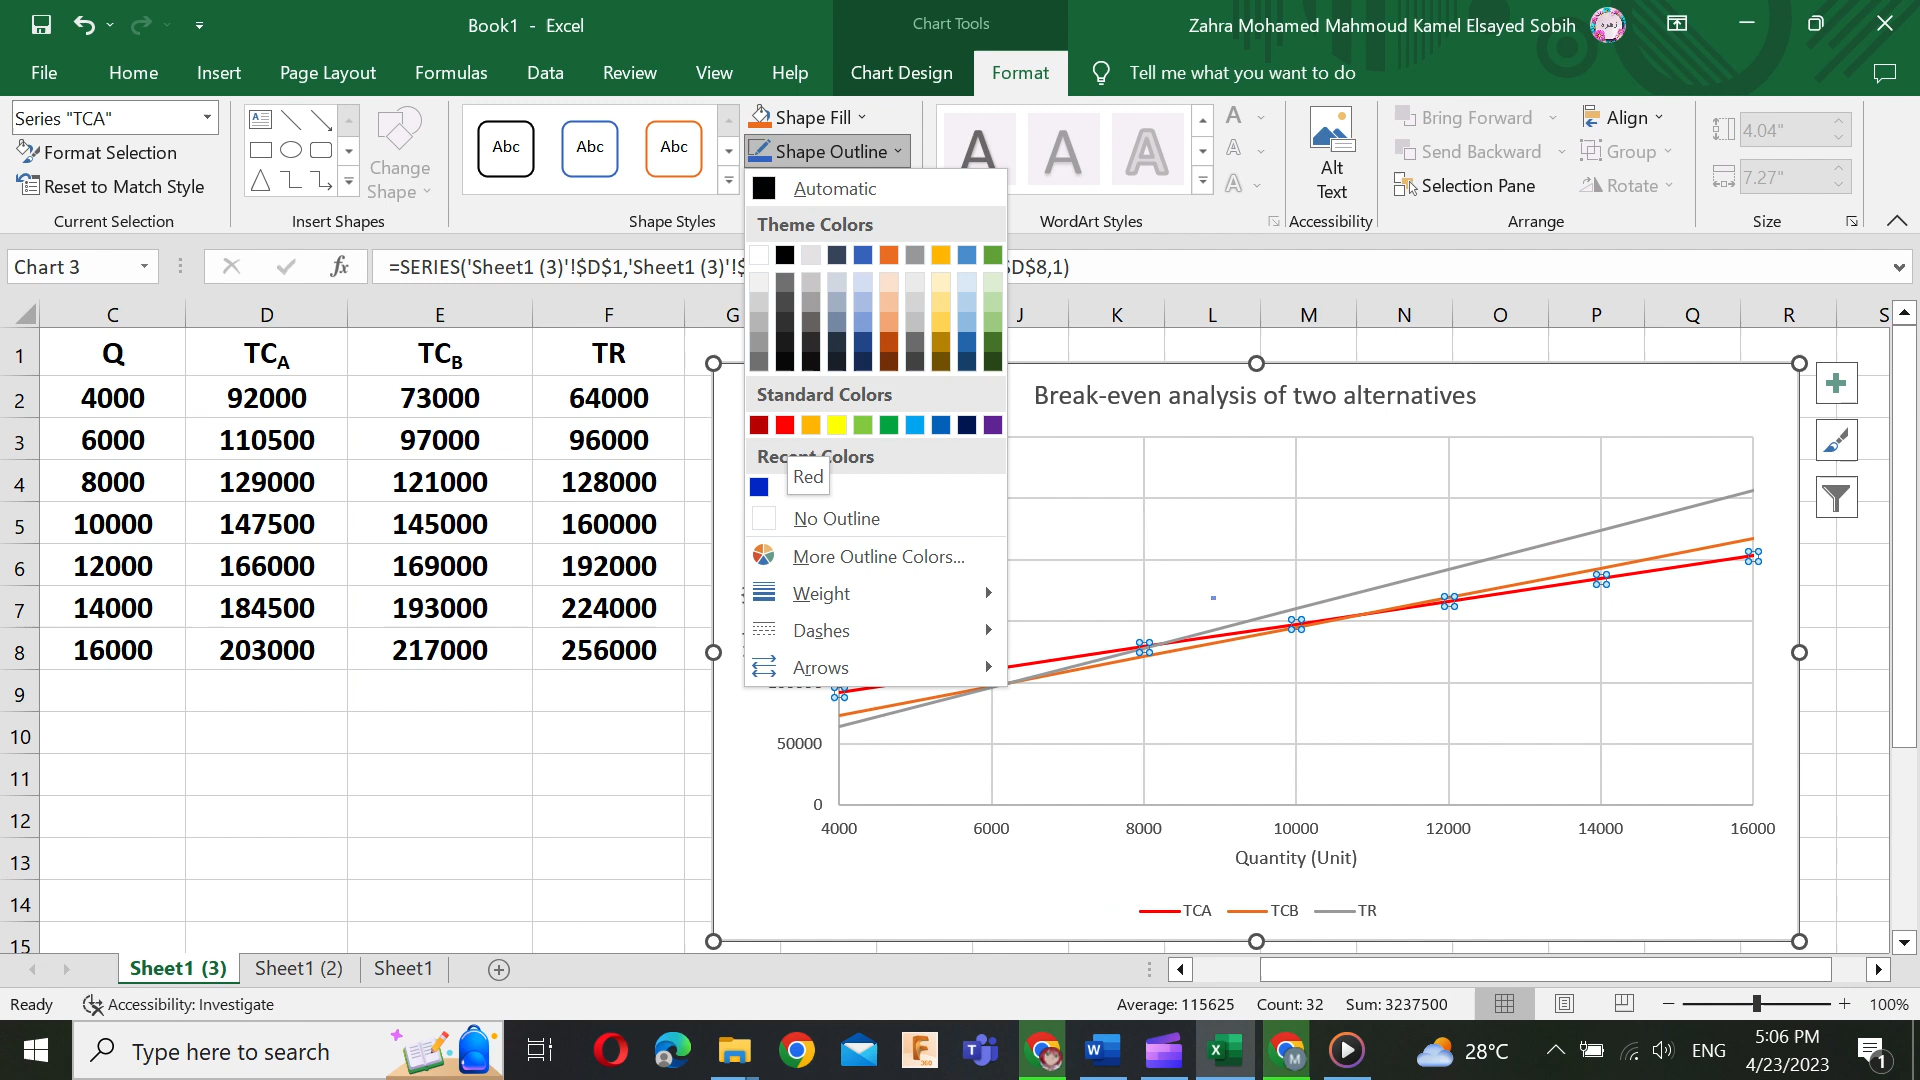 Book1 - Excel
Chart Tools
Zahra Mohamed Mahmoud Kamel Elsayed Sobih
File Home Insert Page Layout Formulas Data Review View Help Chart Design Format Tell me what you want to do
Series "TCA"
Format Selection
Reset to Match Style
Current Selection
Change
Shape
Insert Shapes
Abc Abc Abc
Shape Styles
Shape Fill
Shape Outline
WordArt Styles
Alt
Text
Accessibility
Bring Forward
Send Backward
Selection Pane
Align
Group
Rotate
Arrange
4.04"
7.27"
Size
Automatic
Theme Colors
Standard Colors
Recent Colors
Red
No Outline
More Outline Colors...
Weight
Dashes
Arrows
Chart 3
fx
=SERIES('Sheet1 (3)'!$D$1,'Sheet1 (3)'!$
D$8,1)
C D E F G J K L M N O P Q R S
1 Q TCA TCB TR
2 4000 92000 73000 64000
3 6000 110500 97000 96000
4 8000 129000 121000 128000
5 10000 147500 145000 160000
6 12000 166000 169000 192000
7 14000 184500 193000 224000
8 16000 203000 217000 256000
9
10
11
12
13
14
15
Break-even analysis of two alternatives
50000
0
4000 6000 8000 10000 12000 14000 16000
Quantity (Unit)
TCA TCB TR
Sheet1 (3) Sheet1 (2) Sheet1
Ready Accessibility: Investigate
Average: 115625 Count: 32 Sum: 3237500
100%
Type here to search
28°C
ENG
5:06 PM
4/23/2023
1